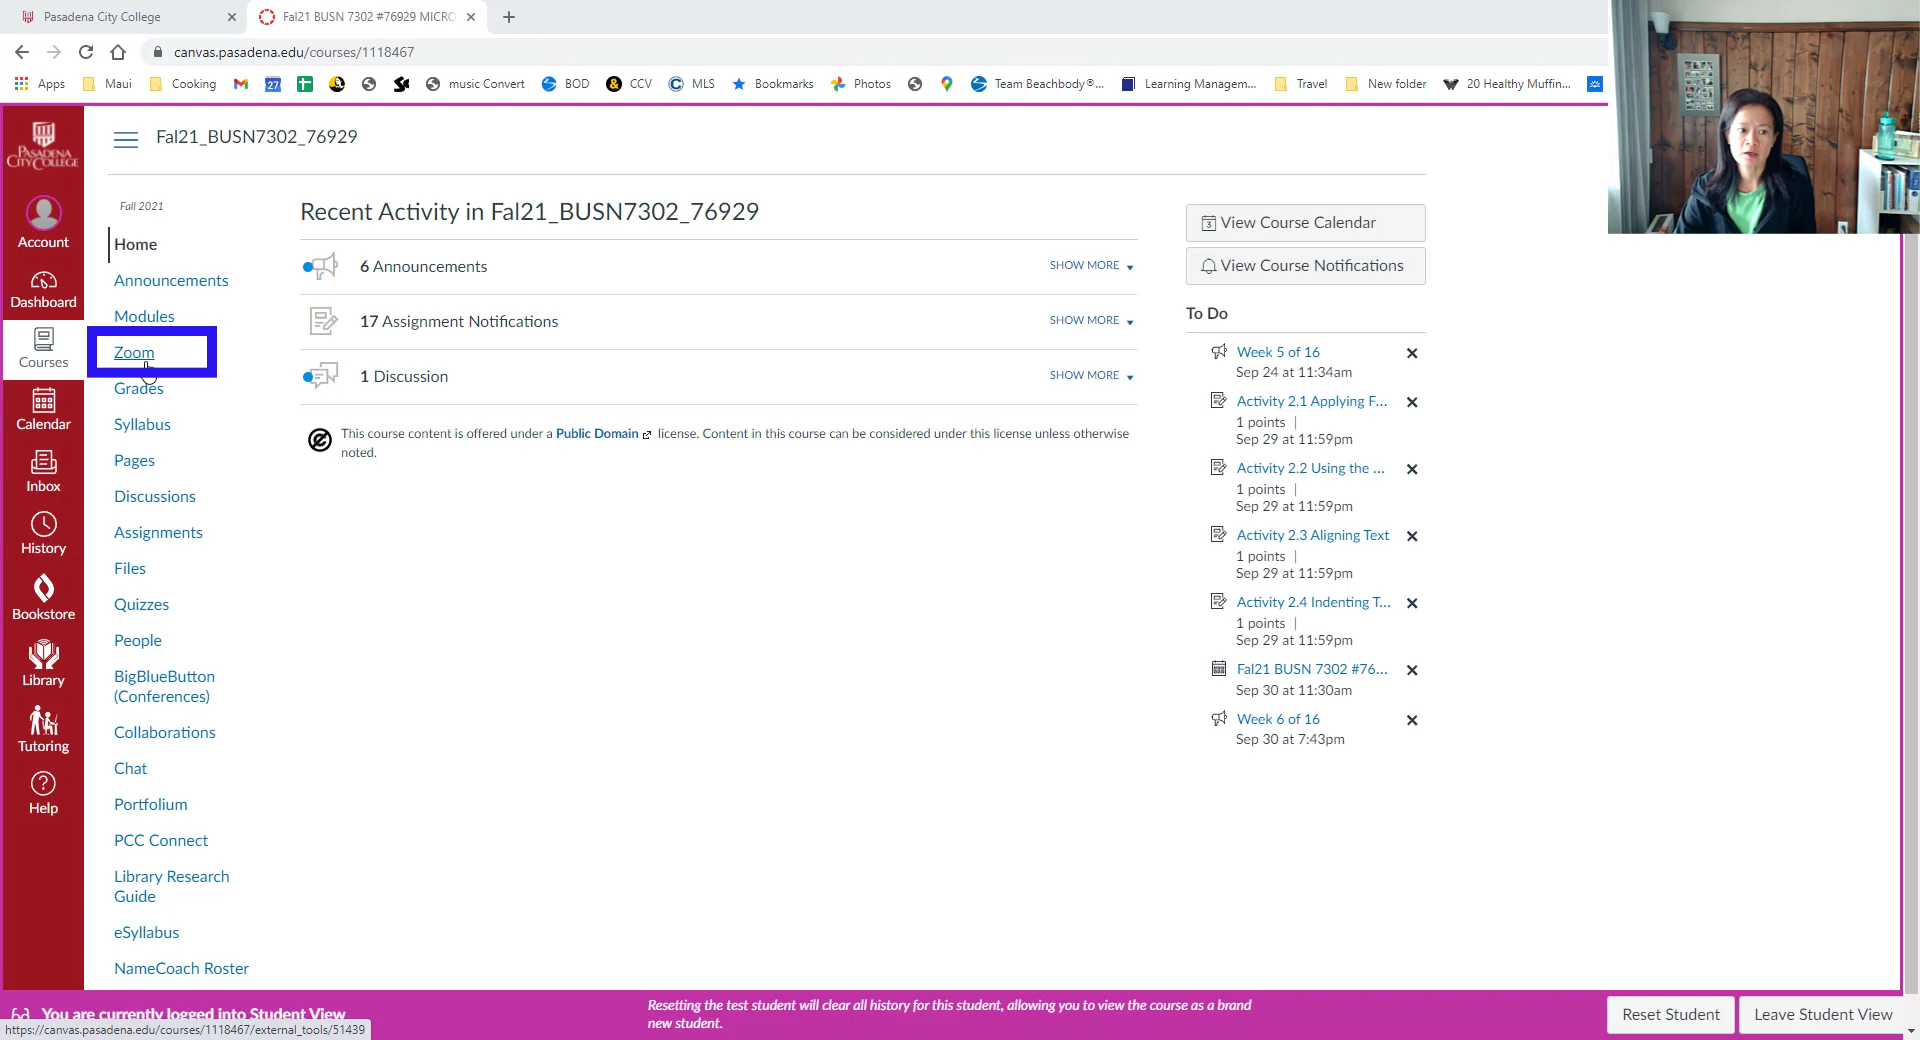 Pasadena City College
Fal21 BUSN 7302 #76929 MICRO
canvas.pasadena.edu/courses/1118467
Apps
Maui
Cooking
27
music Convert
BOD
CCV
MLS
Bookmarks
Photos
Team Beachbody®...
Learning Managem...
Travel
New folder
20 Healthy Muffin...
PASADENA
CITY COLLEGE
Account
Dashboard
Courses
Calendar
Inbox
History
Bookstore
Library
Tutoring
Help
Fal21_BUSN7302_76929
Fall 2021
Home
Announcements
Modules
Zoom
Grades
Syllabus
Pages
Discussions
Assignments
Files
Quizzes
People
BigBlueButton
(Conferences)
Collaborations
Chat
Portfolium
PCC Connect
Library Research
Guide
eSyllabus
NameCoach Roster
Recent Activity in Fal21_BUSN7302_76929
6 Announcements
SHOW MORE
17 Assignment Notifications
SHOW MORE
1 Discussion
SHOW MORE
This course content is offered under a Public Domain license. Content in this course can be considered under this license unless otherwise
noted.
3 View Course Calendar
View Course Notifications
To Do
Week 5 of 16
Sep 24 at 11:34am
Activity 2.1 Applying F...
1 points |
Sep 29 at 11:59pm
Activity 2.2 Using the ...
1 points |
Sep 29 at 11:59pm
Activity 2.3 Aligning Text
1 points |
Sep 29 at 11:59pm
Activity 2.4 Indenting T...
1 points |
Sep 29 at 11:59pm
Fal21 BUSN 7302 #76...
Sep 30 at 11:30am
Week 6 of 16
Sep 30 at 7:43pm
You are currently logged into Student View
https://canvas.pasadena.edu/courses/1118467/external_tools/51439
Resetting the test student will clear all history for this student, allowing you to view the course as a brand
new student.
Reset Student
Leave Student View